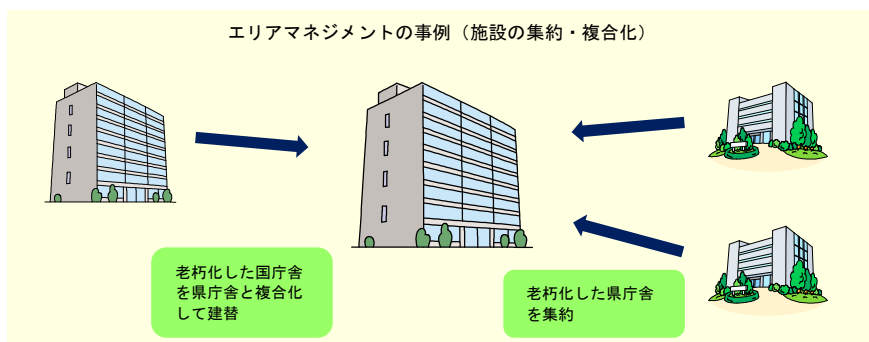 エリアマネジメントの事例（施設の集約・複合化）
老朽化した国庁舎
を県庁舎と複合化
して建替
老朽化した県庁舎
を集約